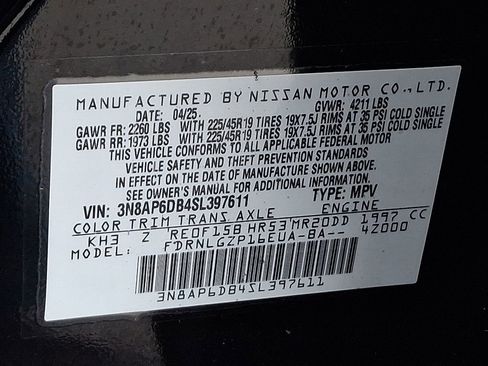 MANUFACTURED BY NISSAN MOTOR CO., LTD.
DATE: 04/25. GVWR: 4211 LBS
GAWR FR: 2260 LBS WITH 225/45R19 TIRES 19X7.5J RIMS AT 35 PSI COLD SINGLE
GAWR RR: 1973 LBS WITH 225/45R19 TIRES 19X7.5J RIMS AT 35 PSI COLD SINGLE
THIS VEHICLE CONFORMS TO ALL APPLICABLE FEDERAL MOTOR
VEHICLE SAFETY AND THEFT PREVENTION STANDARDS
IN EFFECT ON THE DATE OF MANUFACTURE SHOWN ABOVE.
SEE OWNER'S MANUAL FOR ADDITIONAL INFORMATION
VIN: 3N8AP6DB4SL397611 TYPE: MPV
COLOR TRIM TRANS AXLE ENGINE
KH3 Z RE0F15B HR53 MR20DD 1997 CC
MODEL FDRNLGZP16EUA-BA-- 4Z000
3N8AP6DB4SL397611